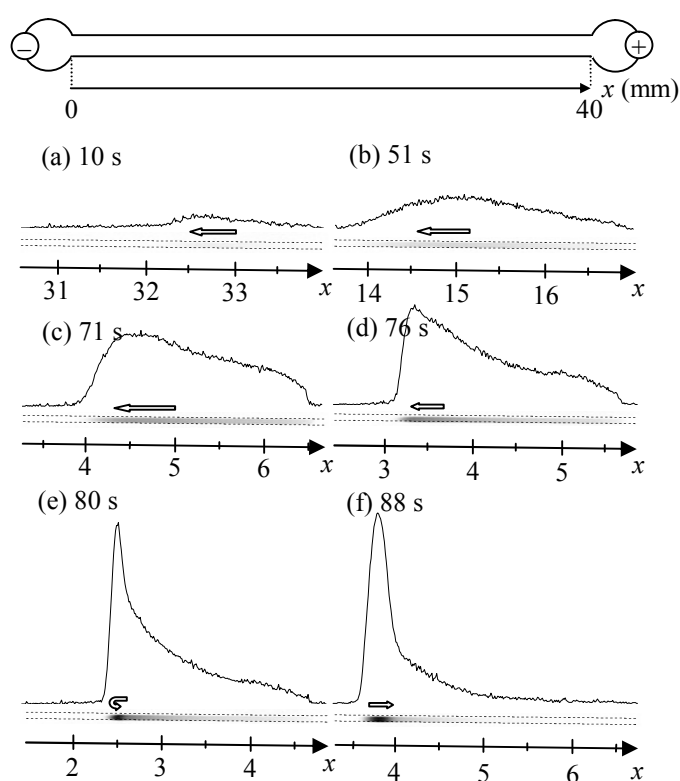 − +
x (mm)
0 40
(a) 10 s
31 32 33 x
(b) 51 s
14 15 16 x
(c) 71 s
4 5 6 x
(d) 76 s
3 4 5 x
(e) 80 s
2 3 4 x
(f) 88 s
4 5 6 x